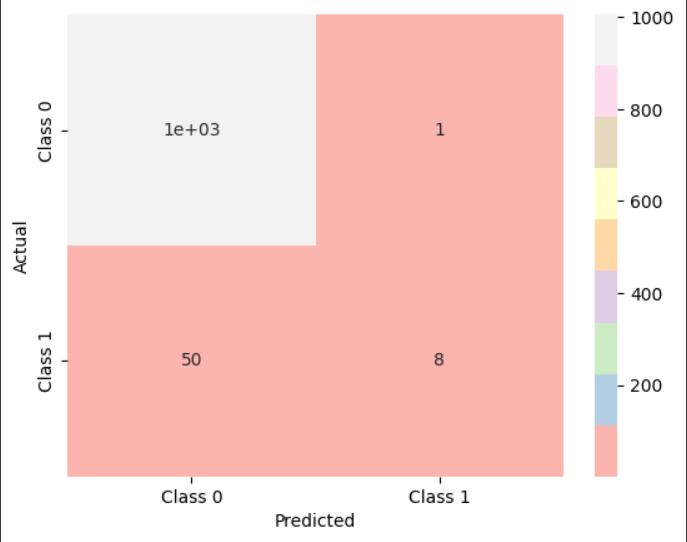 Actual
Class 0
Class 1
1e+03
1
50
8
Class 0
Class 1
Predicted
1000
800
600
400
200